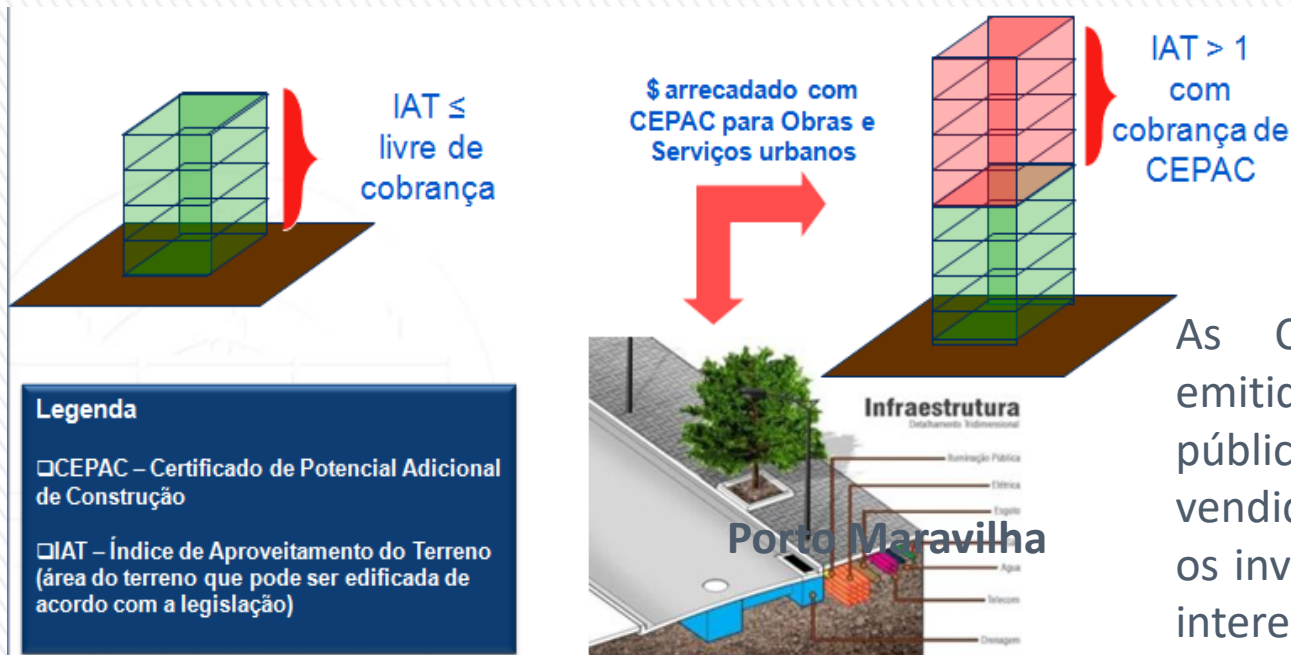 IAT ≤
livre de
cobrança
$ arrecadado com
CEPAC para Obras e
Serviços urbanos
IAT > 1
com
cobrança de
CEPAC
Legenda
❑CEPAC – Certificado de Potencial Adicional
de Construção
❑IAT – Índice de Aproveitamento do Terreno
(área do terreno que pode ser edificada de
acordo com a legislação)
Infraestrutura
Detalhamento Tridimensional
Iluminação Pública
Elétrica
Esgoto
Água
Telecom
Drenagem
Porto Maravilha
As
públic
vendic
os inv
intere